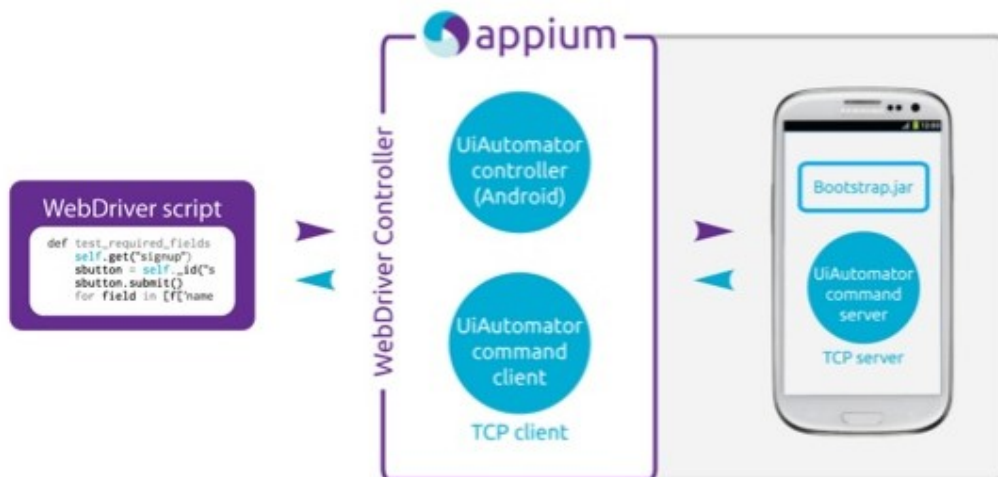 appium
WebDriver script
def test_required_fields
self.get("signup")
sbutton = self._id("s
sbutton.submit()
for field in [f['name
WebDriver Controller
UiAutomator
controller
(Android)
UiAutomator
command
client
TCP client
Bootstrap.jar
UiAutomator
command
server
TCP server